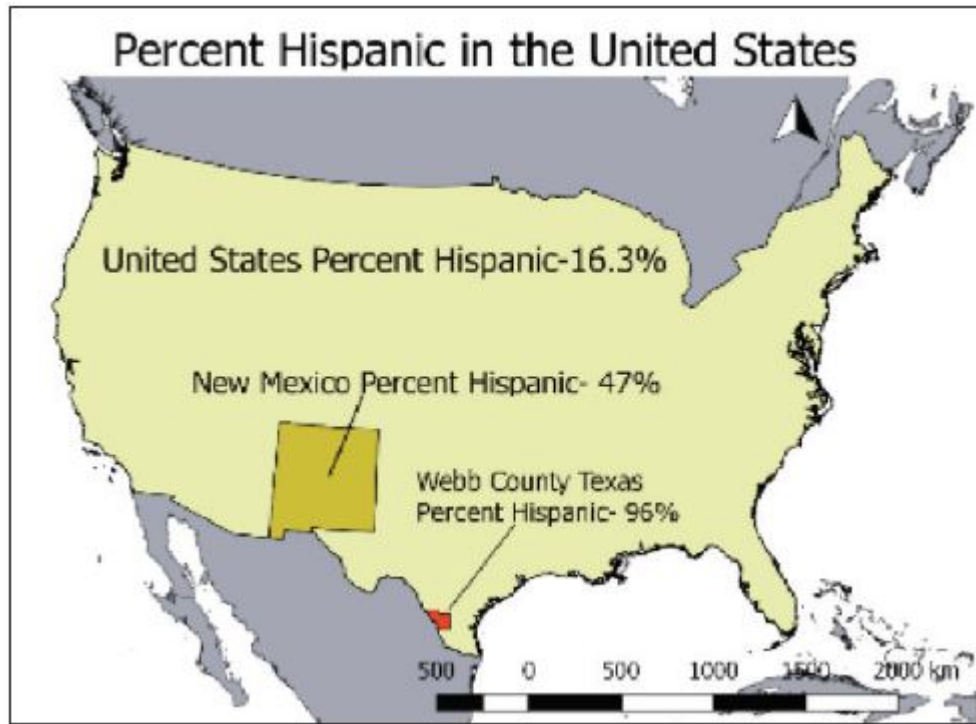 Percent Hispanic in the United States
United States Percent Hispanic-16.3%
New Mexico Percent Hispanic- 47%
Webb County Texas
Percent Hispanic- 96%
500 0 500 1000 1500 2000 km